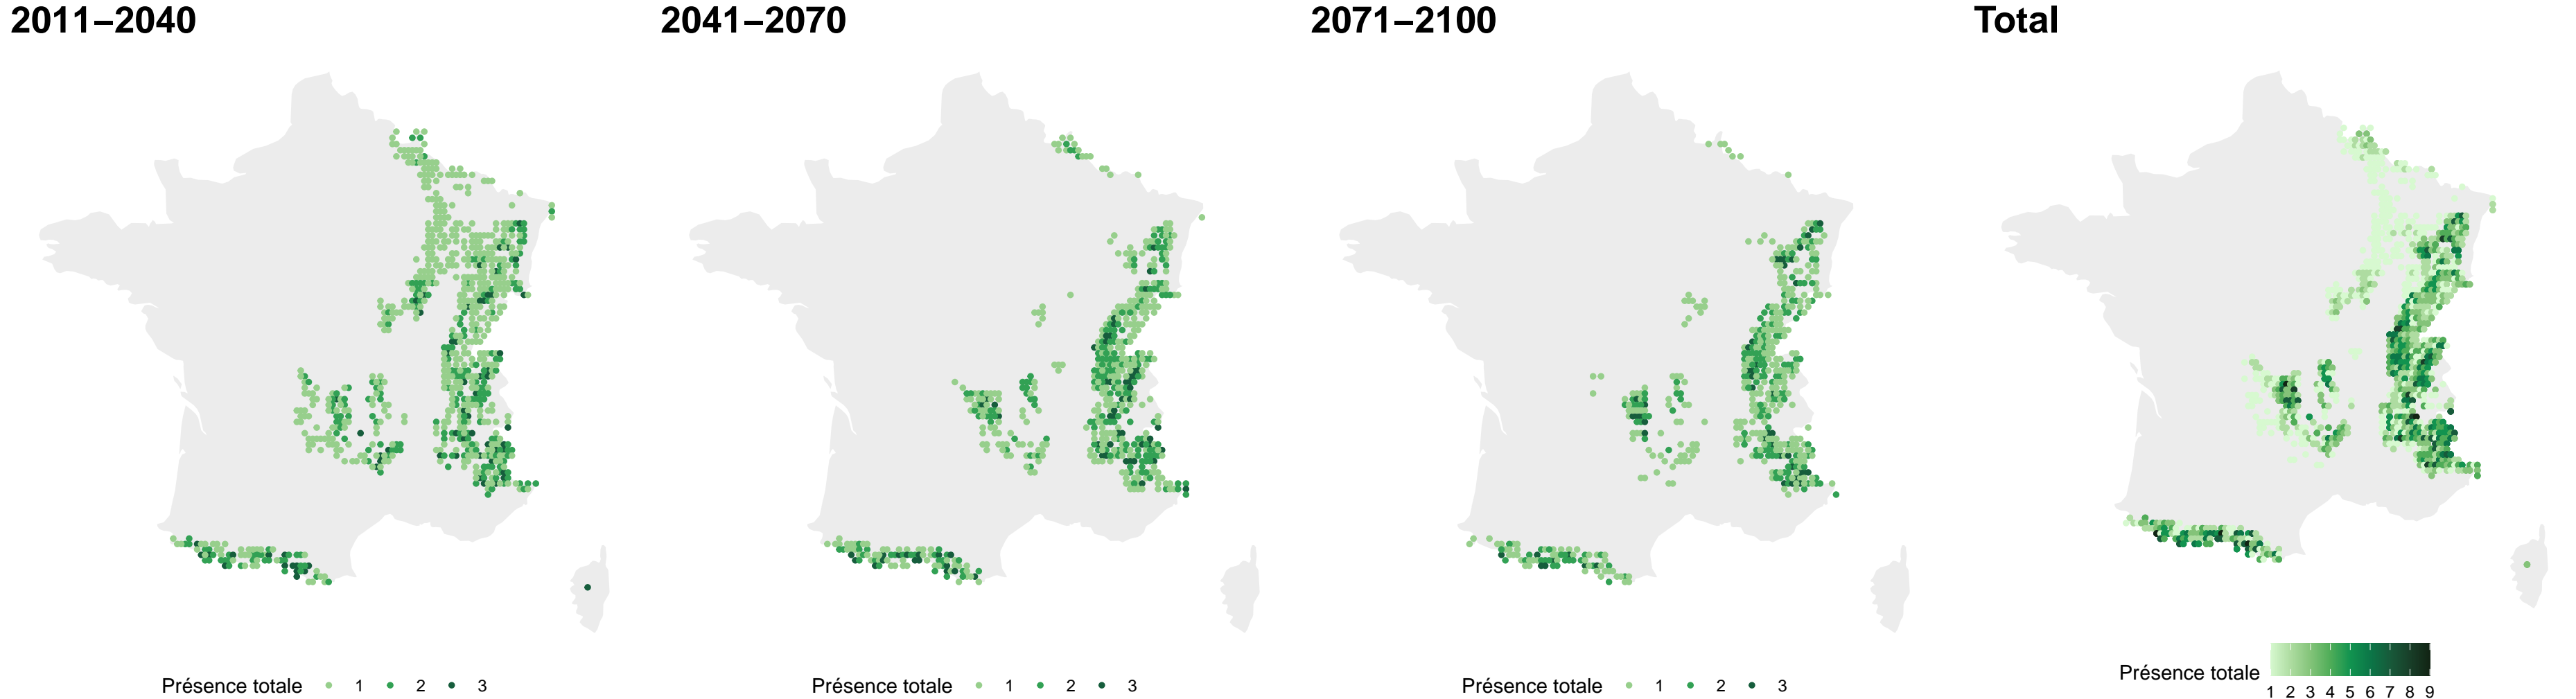 2011–2040 2041–2070 2071–2100 Total
Présence totale 1 2 3 Présence totale 1 2 3 Présence totale 1 2 3 Présence totale
1 2 3 4 5 6 7 8 9